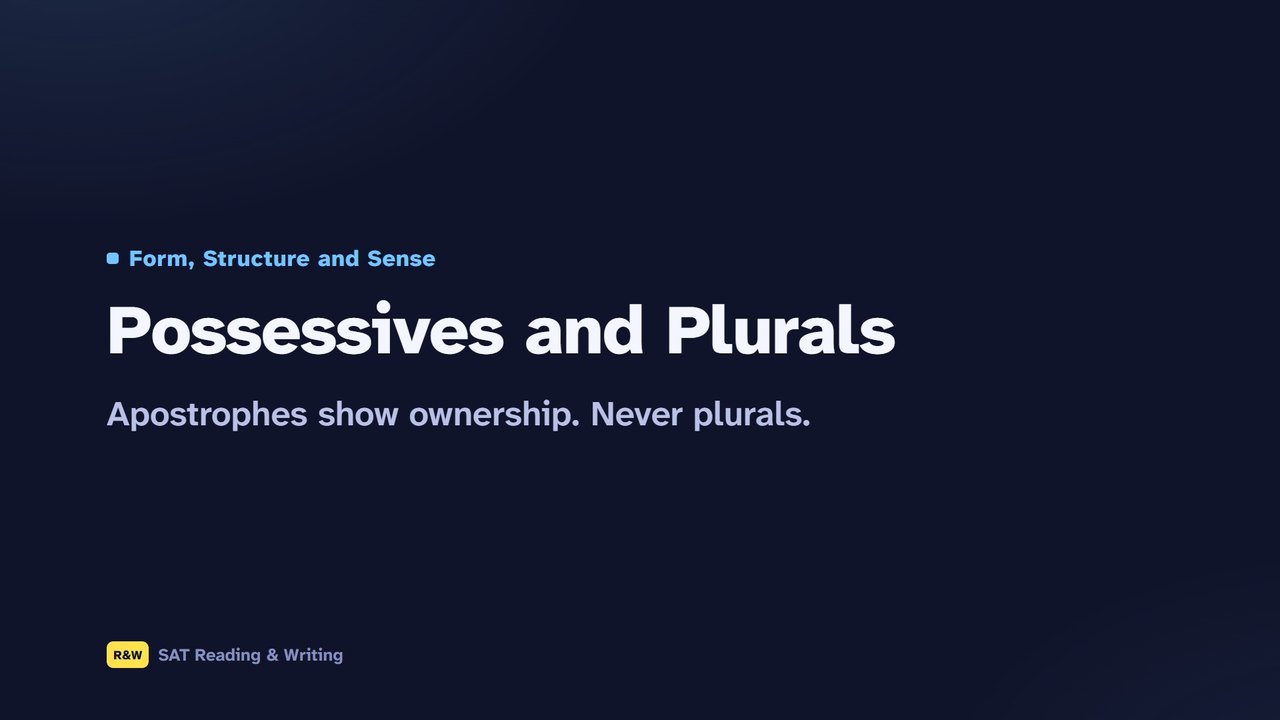 Form, Structure and Sense
Possessives and Plurals
Apostrophes show ownership. Never plurals.
R&W SAT Reading & Writing